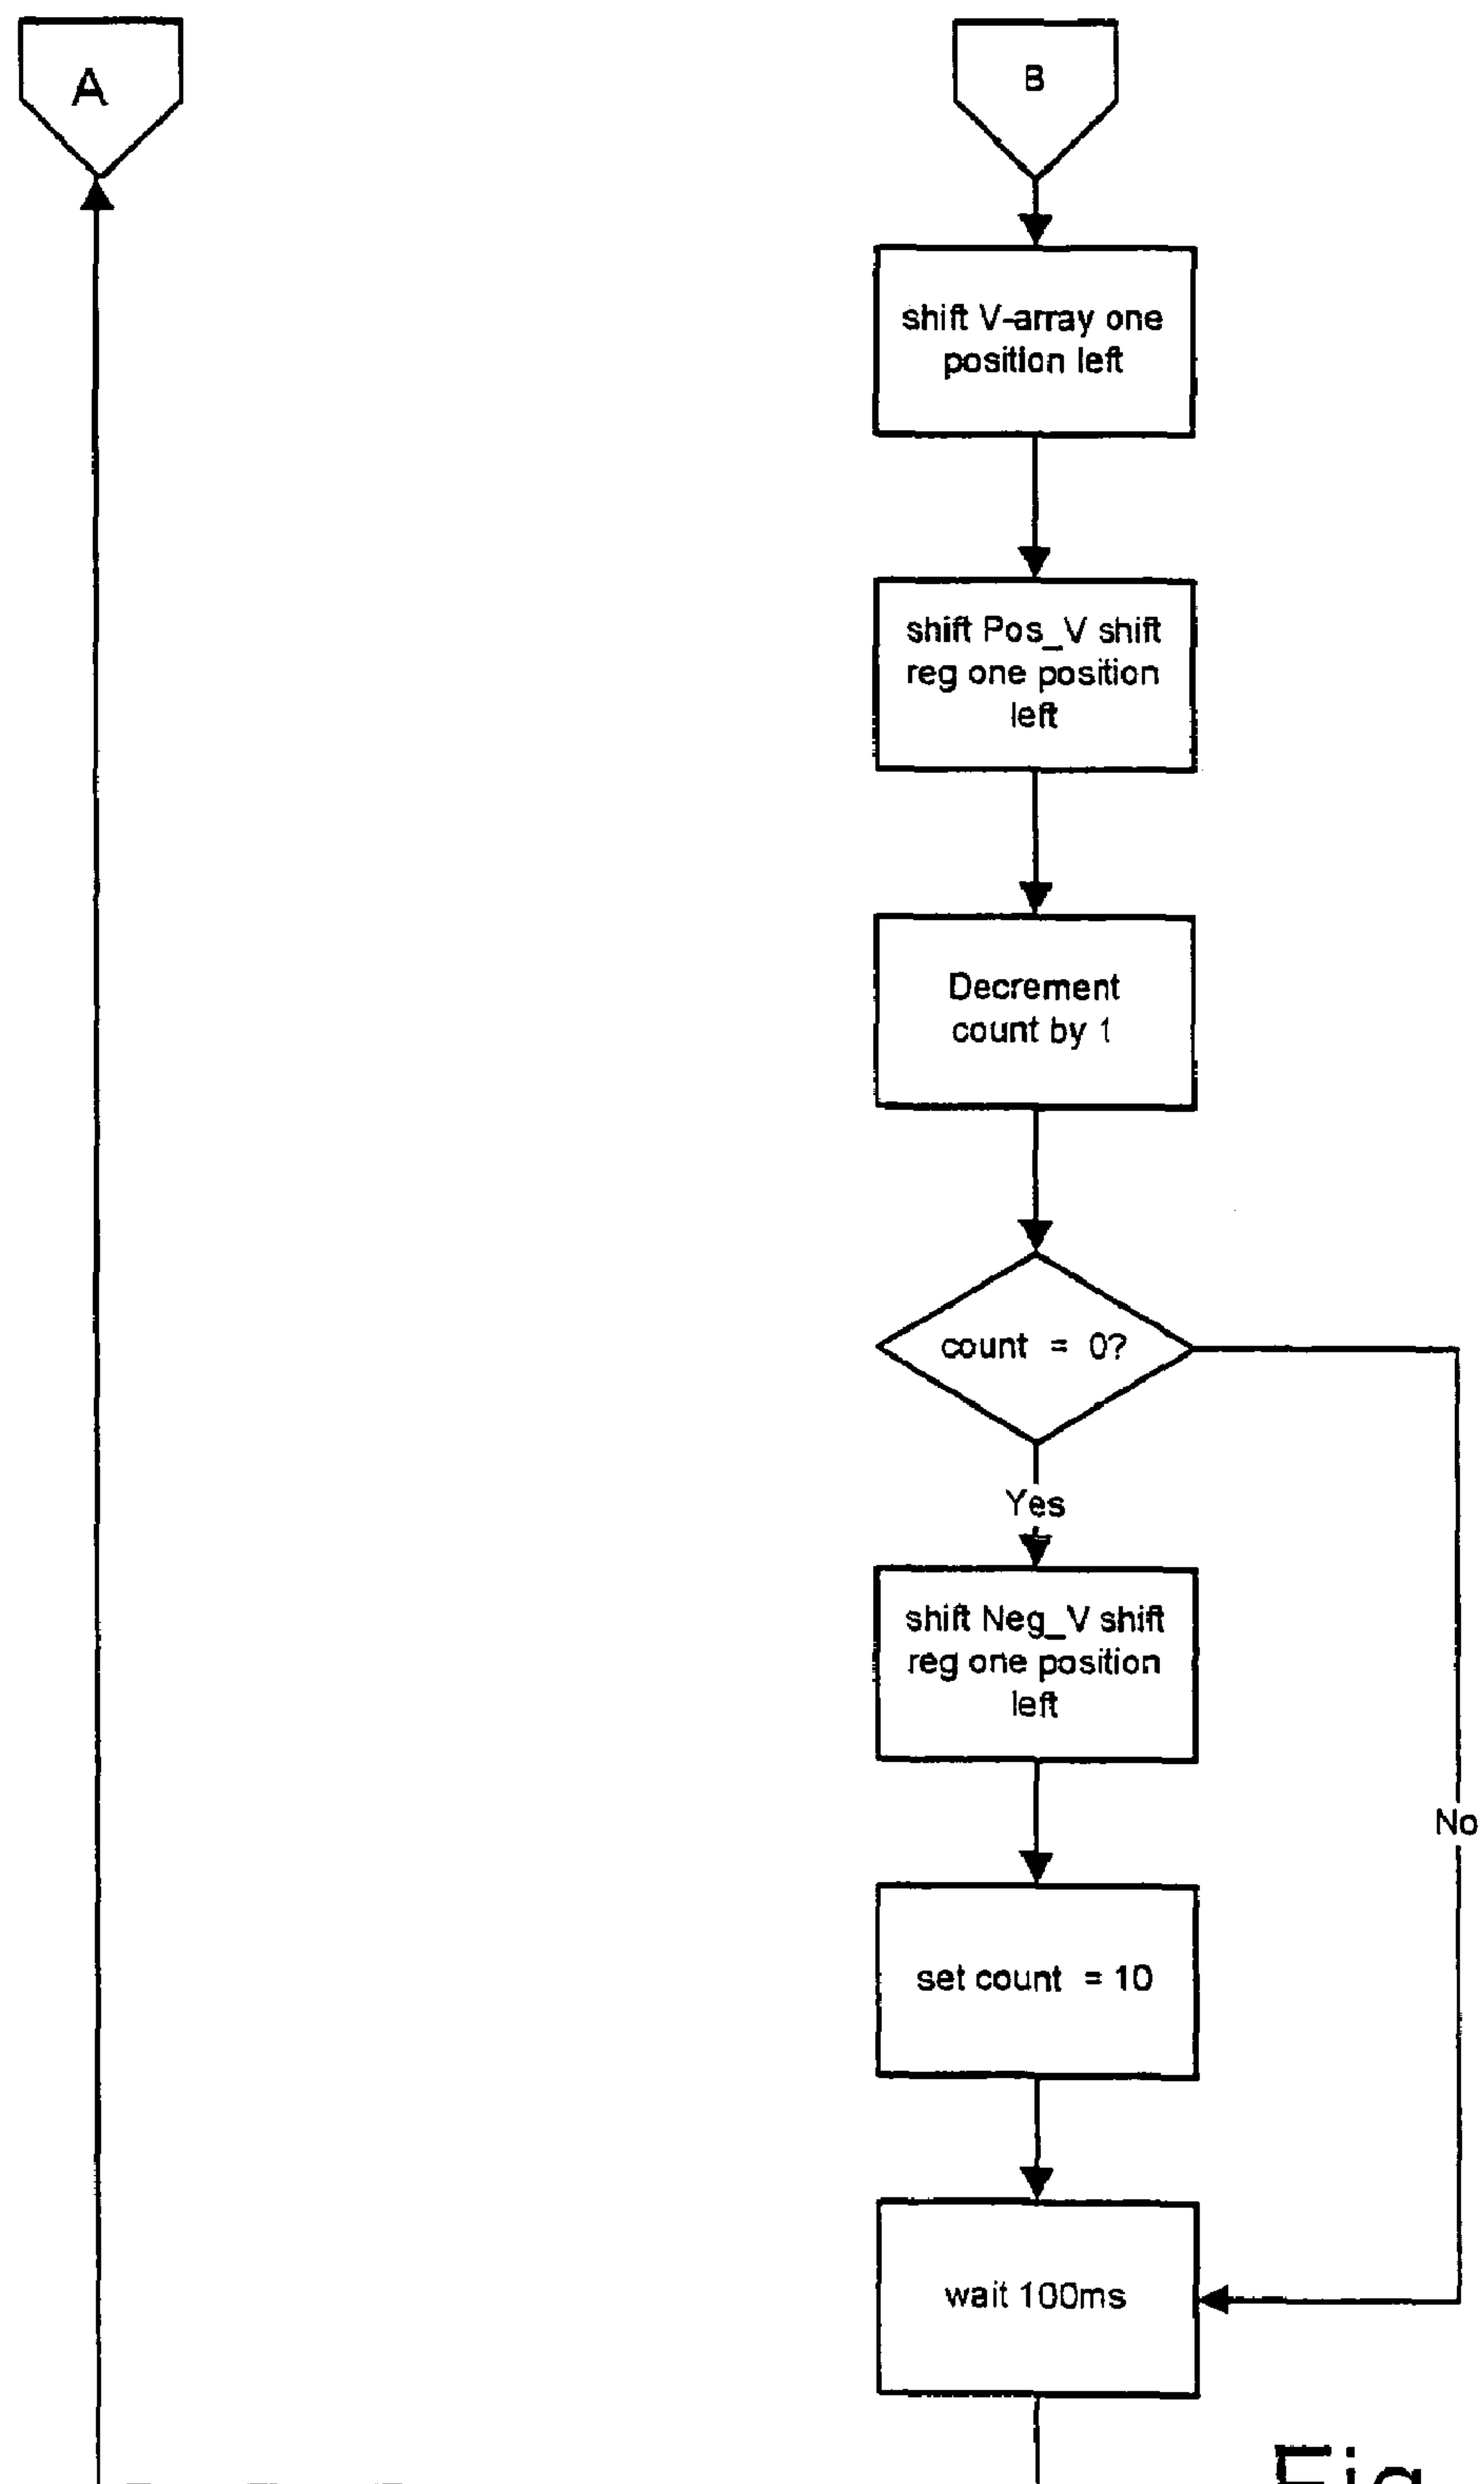 A
B
shift V-array one
position left
shift Pos_V shift
reg one position
left
Decrement
count by 1
count = 0?
Yes
shift Neg_V shift
reg one position
left
No
set count = 10
wait 100ms